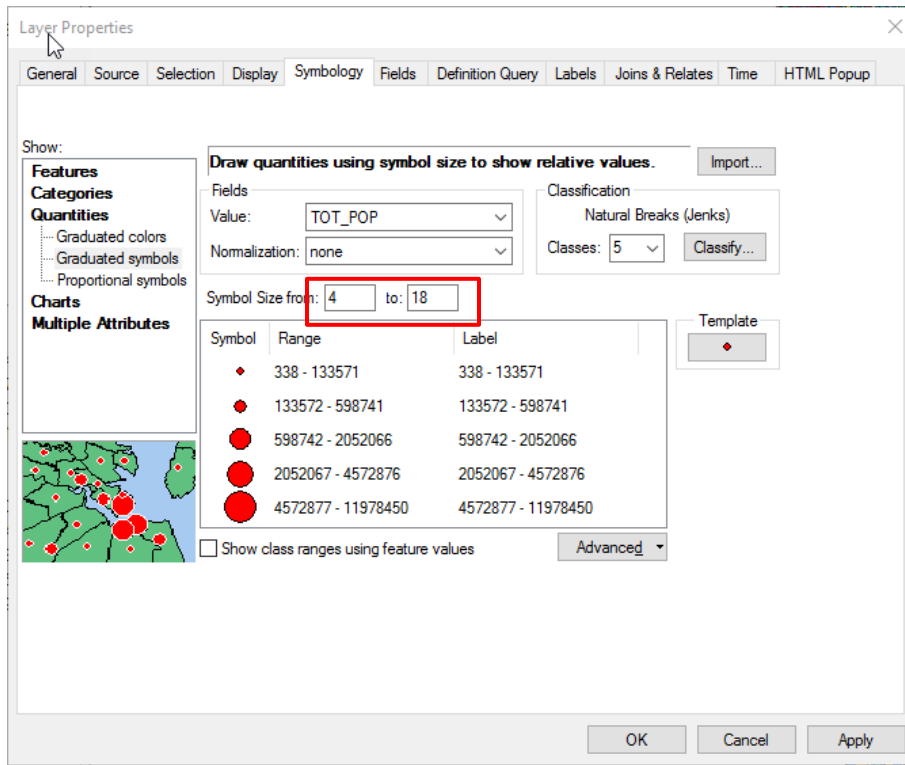 Layer Properties
General Source Selection Display Symbology Fields Definition Query Labels Joins & Relates Time HTML Popup
Show:
Features
Categories
Quantities
Graduated colors
Graduated symbols
Proportional symbols
Charts
Multiple Attributes
Draw quantities using symbol size to show relative values.
Import...
Fields
Value: TOT_POP
Normalization: none
Classification
Natural Breaks (Jenks)
Classes: 5 Classify...
Symbol Size from: 4 to: 18
Symbol Range Label
338 - 133571 338 - 133571
133572 - 598741 133572 - 598741
598742 - 2052066 598742 - 2052066
2052067 - 4572876 2052067 - 4572876
4572877 - 11978450 4572877 - 11978450
Template
Show class ranges using feature values
Advanced
OK Cancel Apply